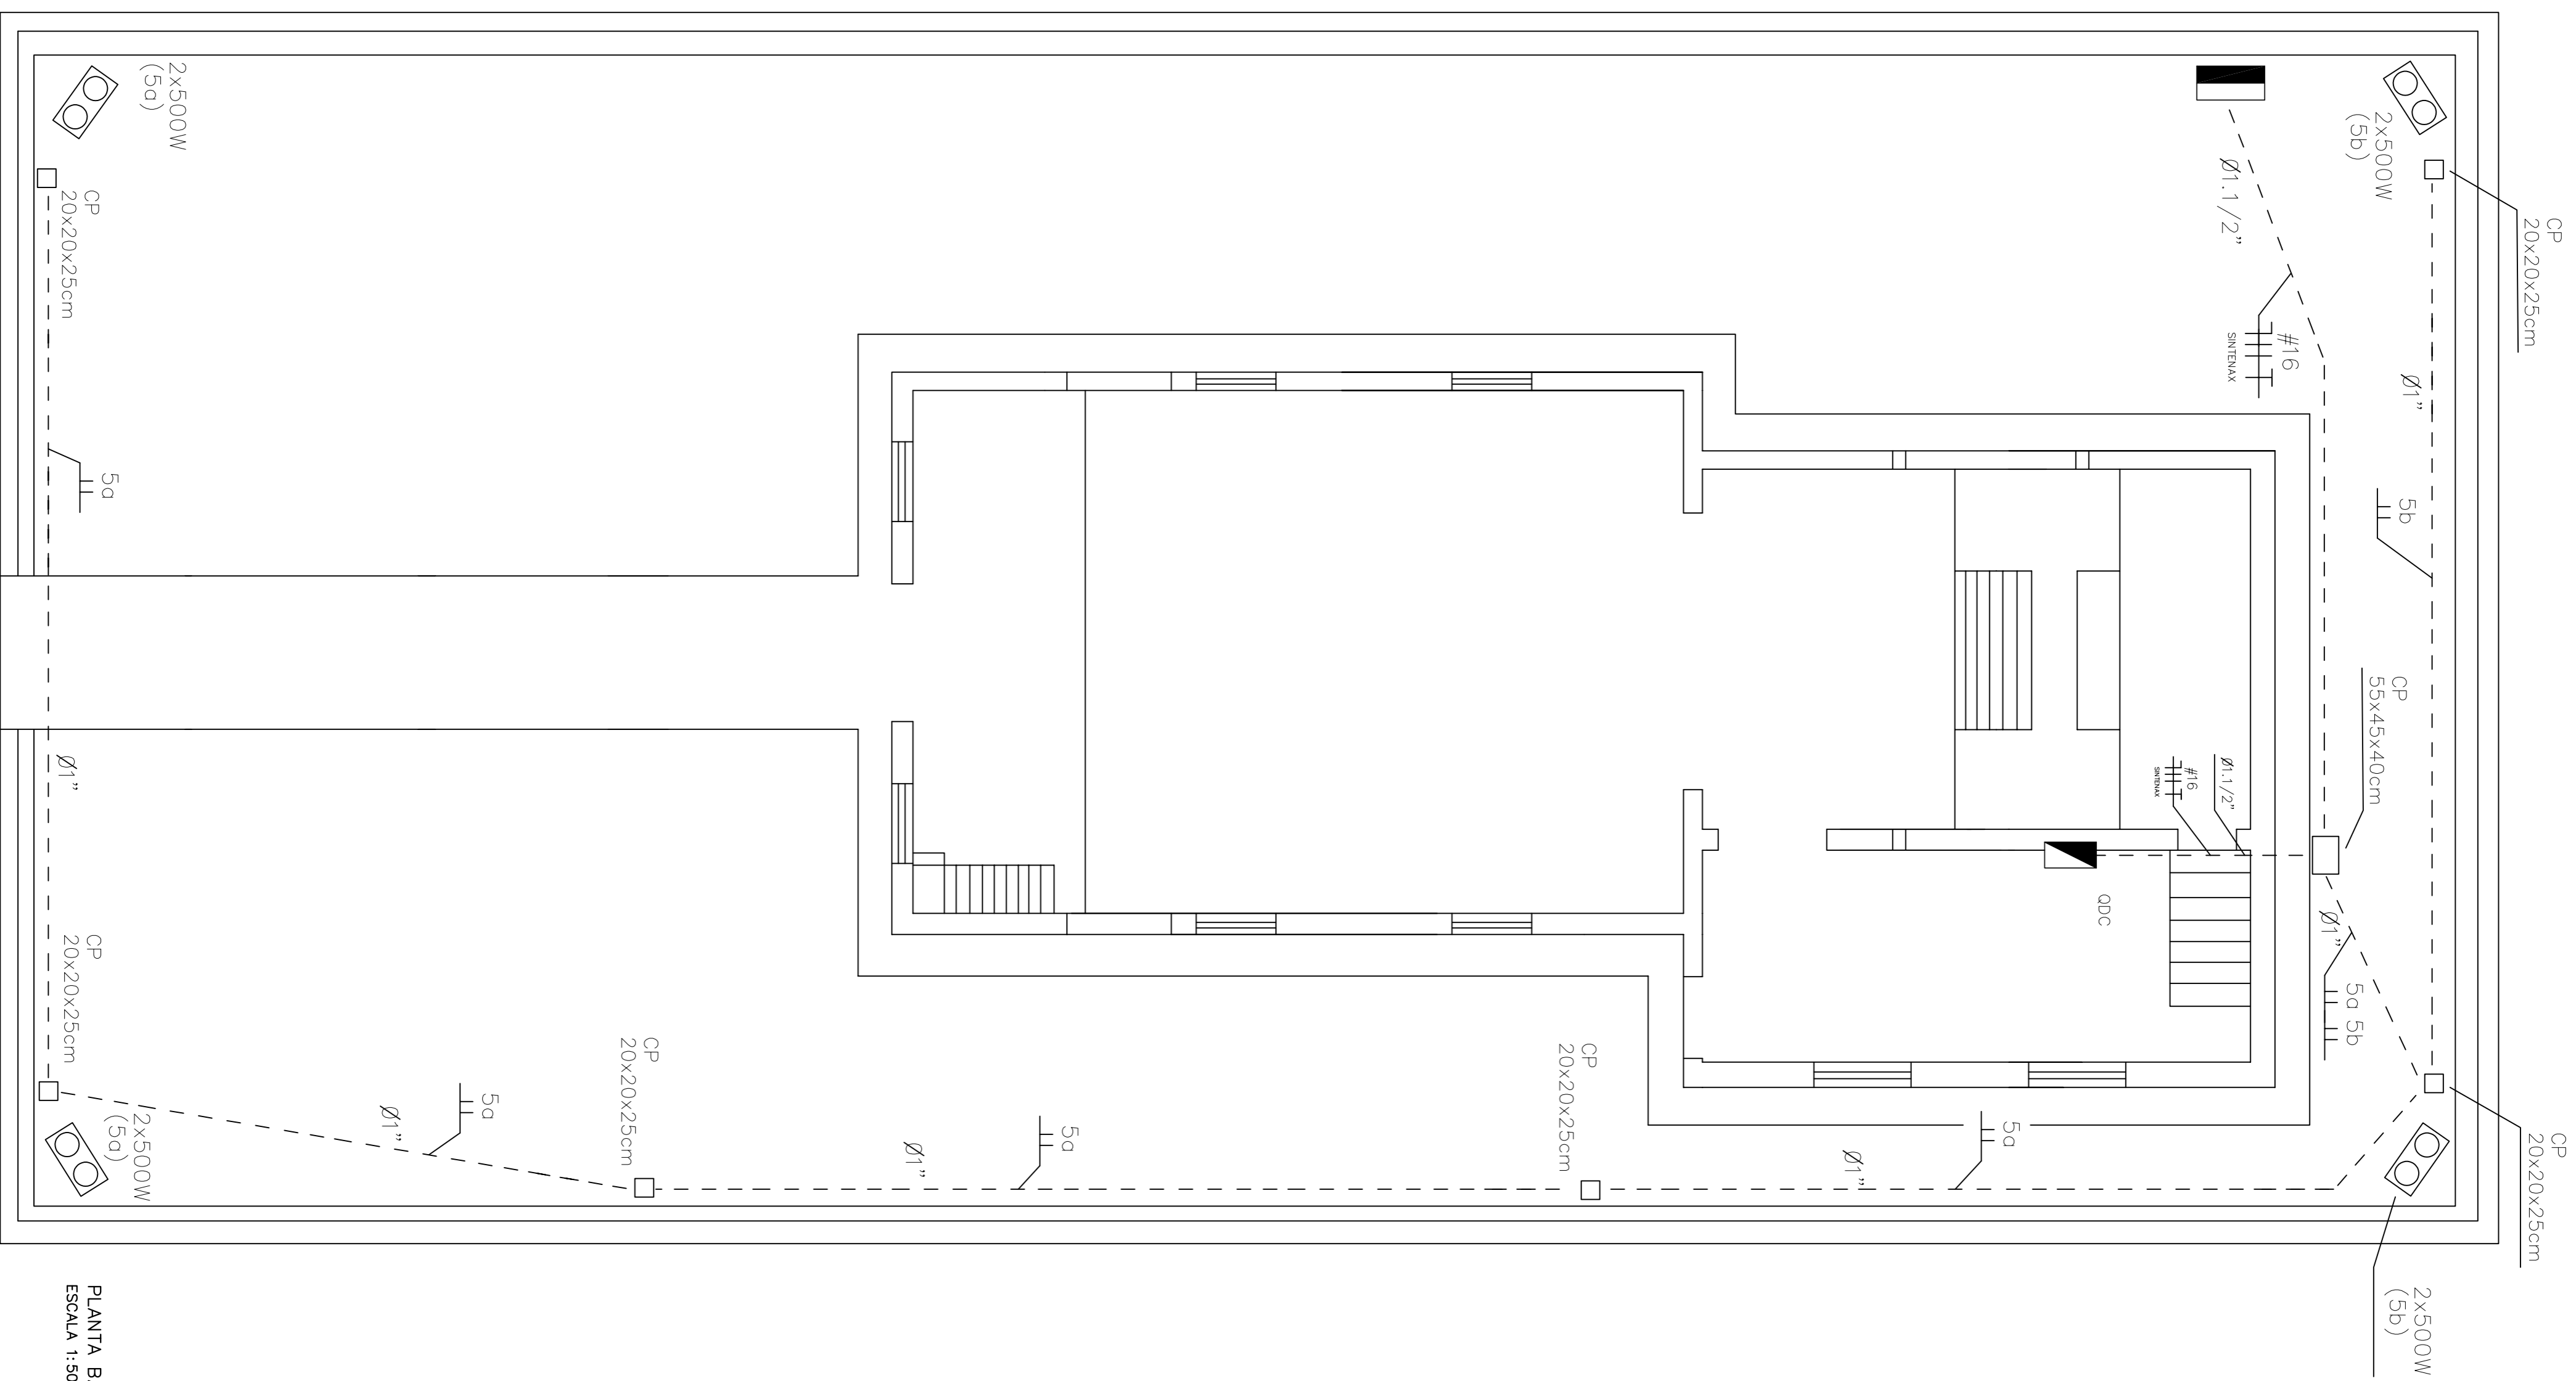 CP
20x20x25cm
2x500W
(5b)
Ø1.1/2"
#16
SINTENAX
Ø1"
5b
CP
55x45x40cm
Ø1.1/2"
#16
SINTENAX
QDC
Ø1"
5a 5b
CP
20x20x25cm
2x500W
(5b)
5a
Ø1"
CP
20x20x25cm
5a
Ø1"
CP
20x20x25cm
5a
Ø1"
2x500W
(5a)
CP
20x20x25cm
5a
Ø1"
CP
20x20x25cm
2x500W
(5a)
PLANTA B
ESCALA 1:50